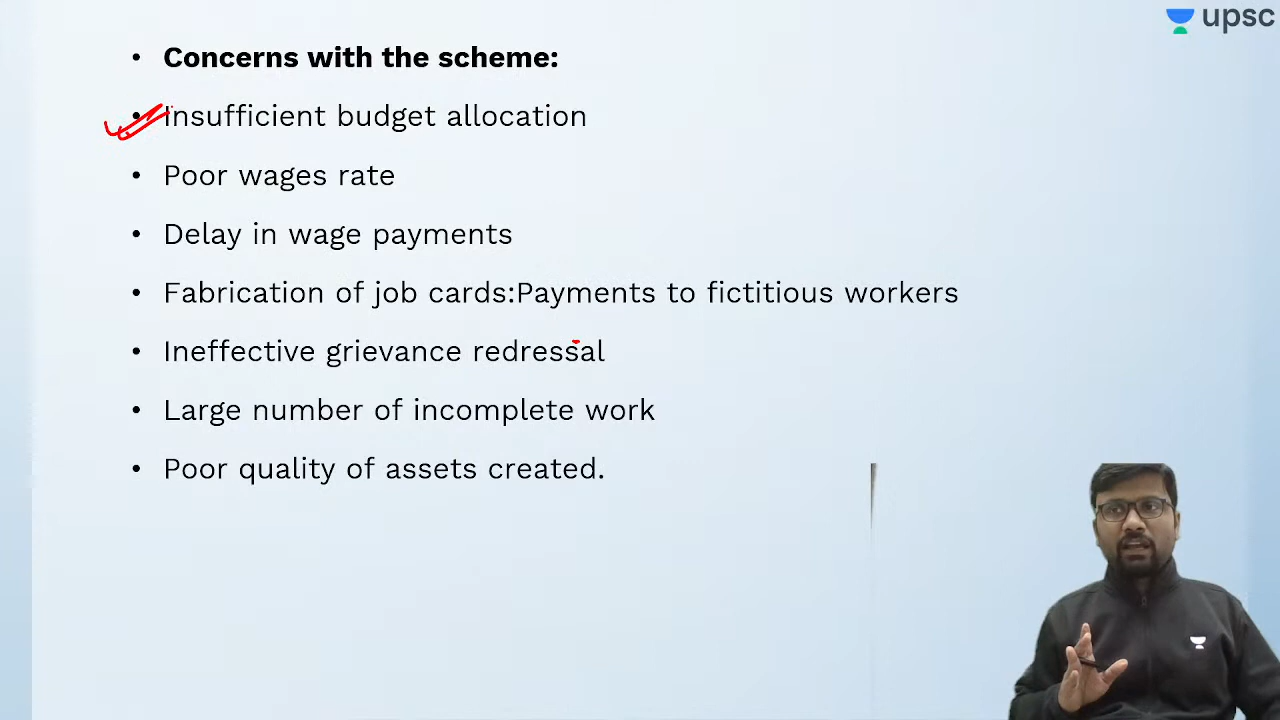 upsc
• Concerns with the scheme:
• Insufficient budget allocation
• Poor wages rate
• Delay in wage payments
• Fabrication of job cards:Payments to fictitious workers
• Ineffective grievance redressal
• Large number of incomplete work
• Poor quality of assets created.